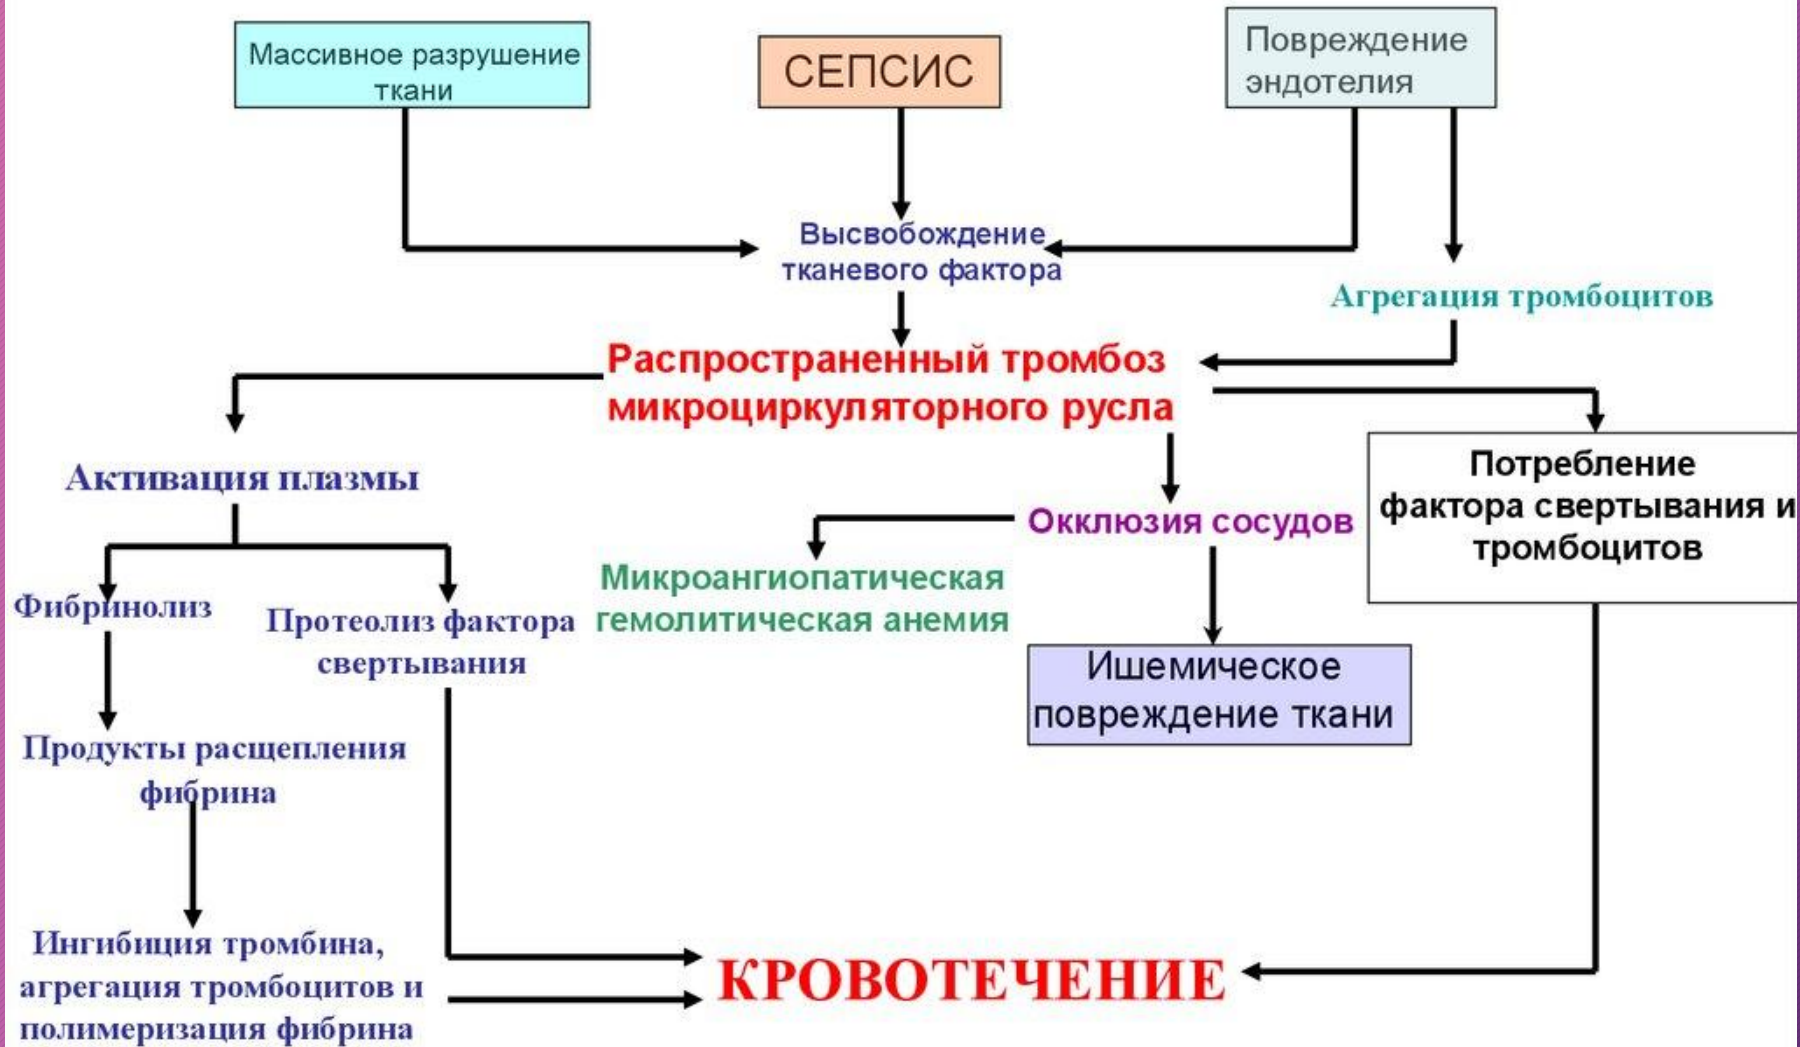 Массивное разрушение
ткани
СЕПСИС
Повреждение
эндотелия
Высвобождение
тканевого фактора
Агрегация тромбоцитов
Распространенный тромбоз
микроциркуляторного русла
Активация плазмы
Потребление
фактора свертывания и
тромбоцитов
Окклюзия сосудов
Микроангиопатическая
гемолитическая анемия
Фибринолиз
Протеолиз фактора
свертывания
Ишемическое
повреждение ткани
Продукты расщепления
фибрина
Ингибиция тромбина,
агрегация тромбоцитов и
полимеризация фибрина
КРОВОТЕЧЕНИЕ